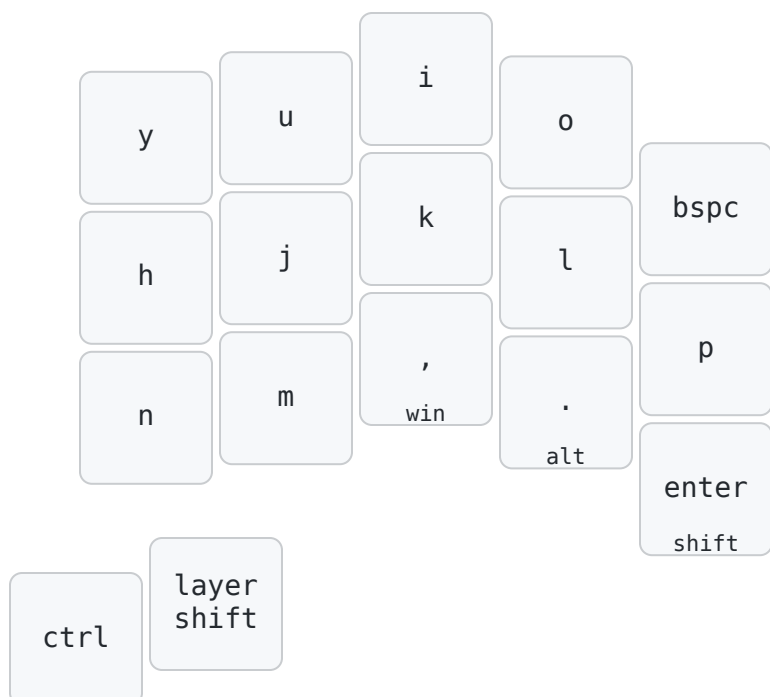 y
u
i
o
bspc
h
j
k
l
p
n
m
,
win
.
alt
enter
shift
ctrl
layer
shift